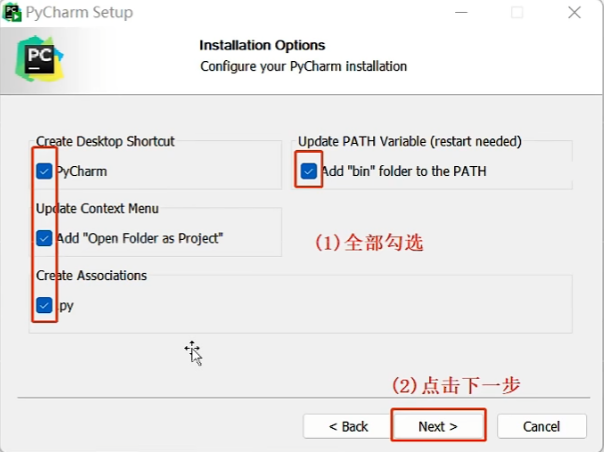 PyCharm Setup
PC
Installation Options
Configure your PyCharm installation
Create Desktop Shortcut
PyCharm
Update PATH Variable (restart needed)
Add "bin" folder to the PATH
Update Context Menu
Add "Open Folder as Project"
(1)全部勾选
Create Associations
.py
(2)点击下一步
< Back
Next >
Cancel